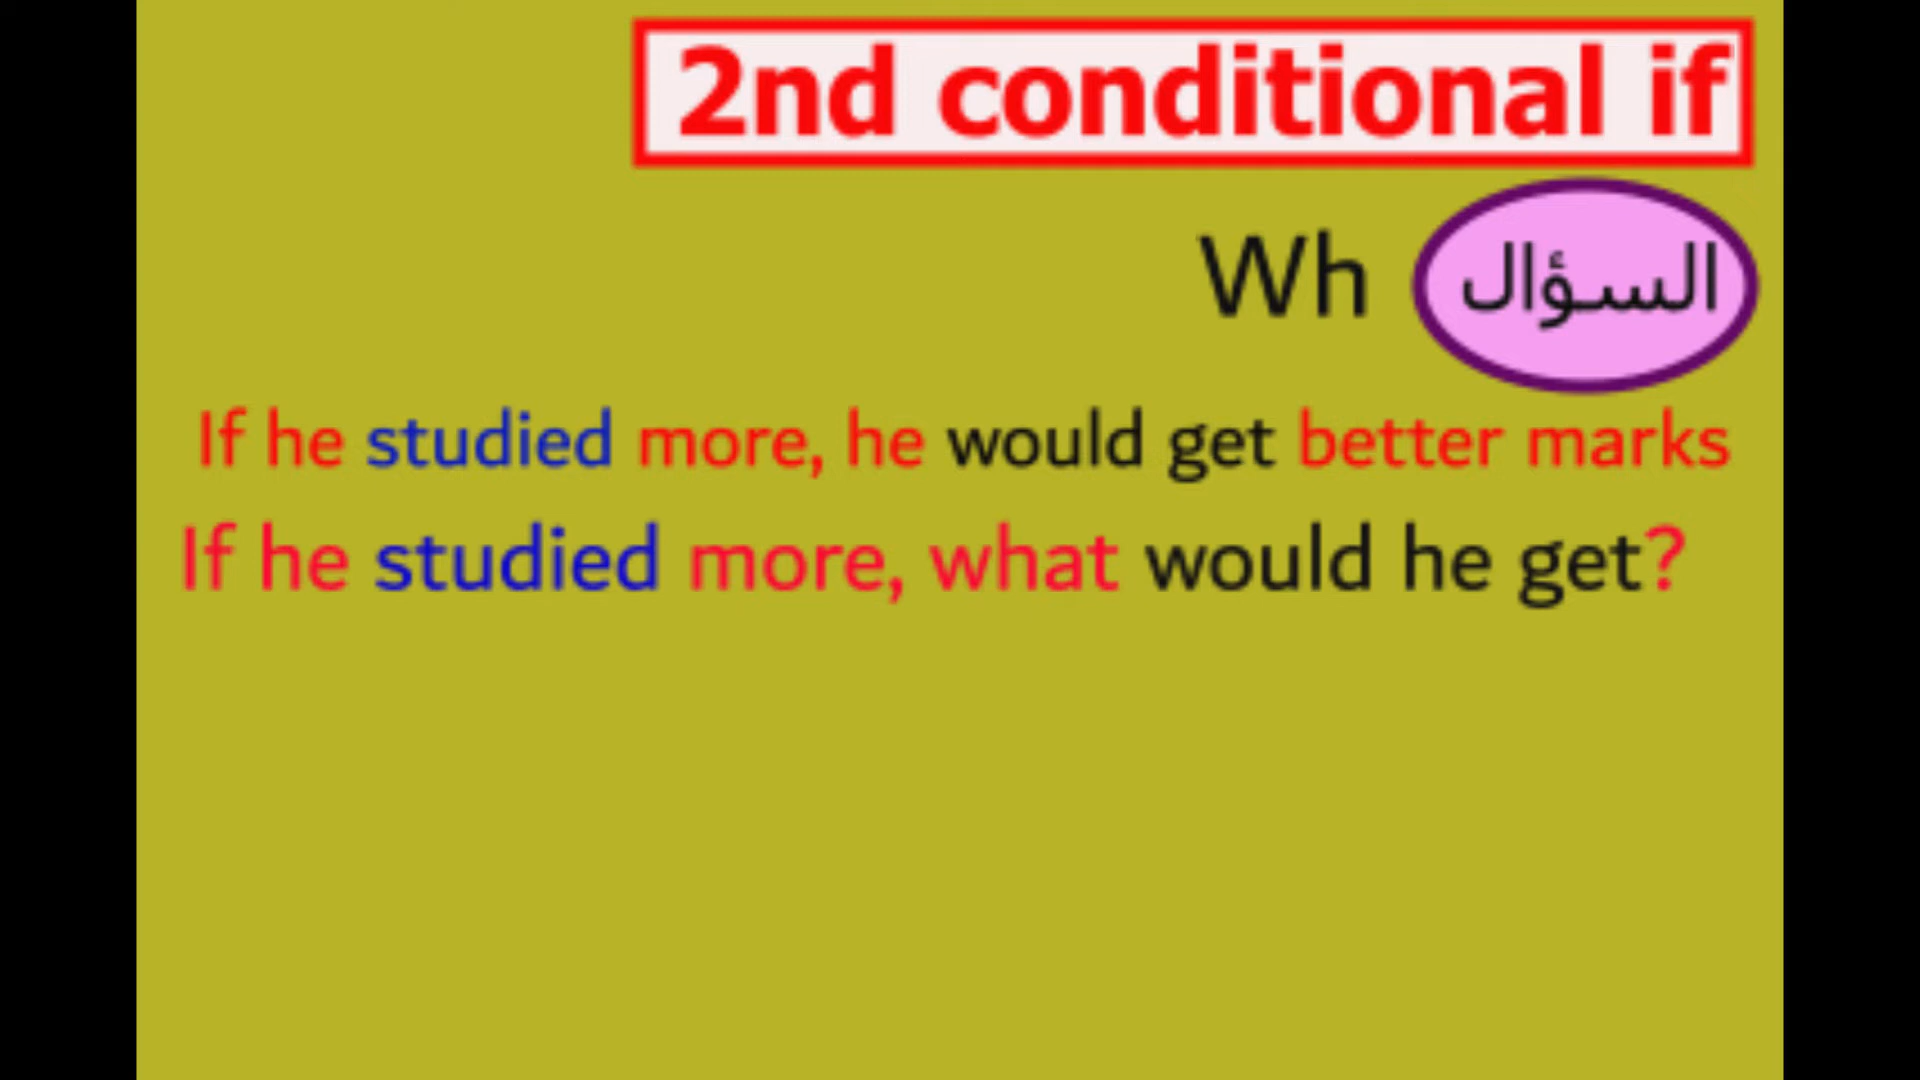 2nd conditional if
Wh السؤال
If he studied more, he would get better marks
If he studied more, what would he get?